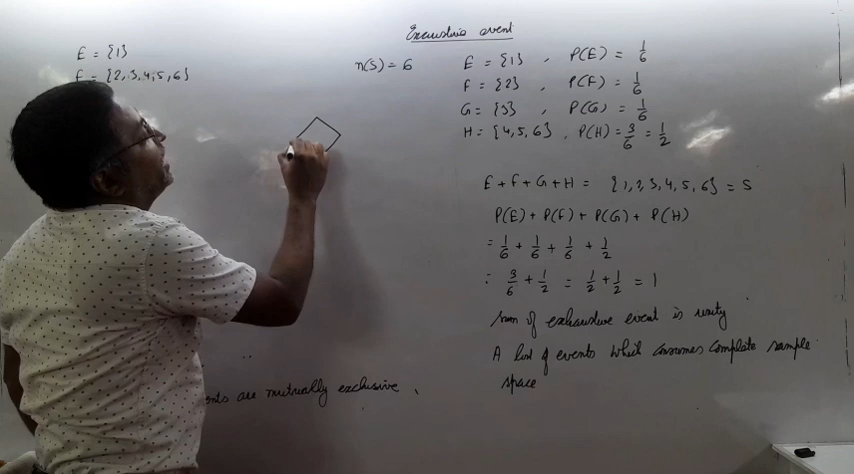 E = {1}
F = {2,3,4,5,6}
Exaustric event
n(S) = 6
E = {1} , P(E) = 1/6
F = {2} , P(F) = 1/6
G = {3} , P(G) = 1/6
H = {4,5,6} , P(H) = 3/6 = 1/2
E + F + G + H = {1,2,3,4,5,6} = S
P(E) + P(F) + P(G) + P(H)
= 1/6 + 1/6 + 1/6 + 1/2
= 3/6 + 1/2 = 1/2 + 1/2 = 1
sum of exhaustive event is unity
A list of events which consumes complete sample
space
ents are mutually exclusive .